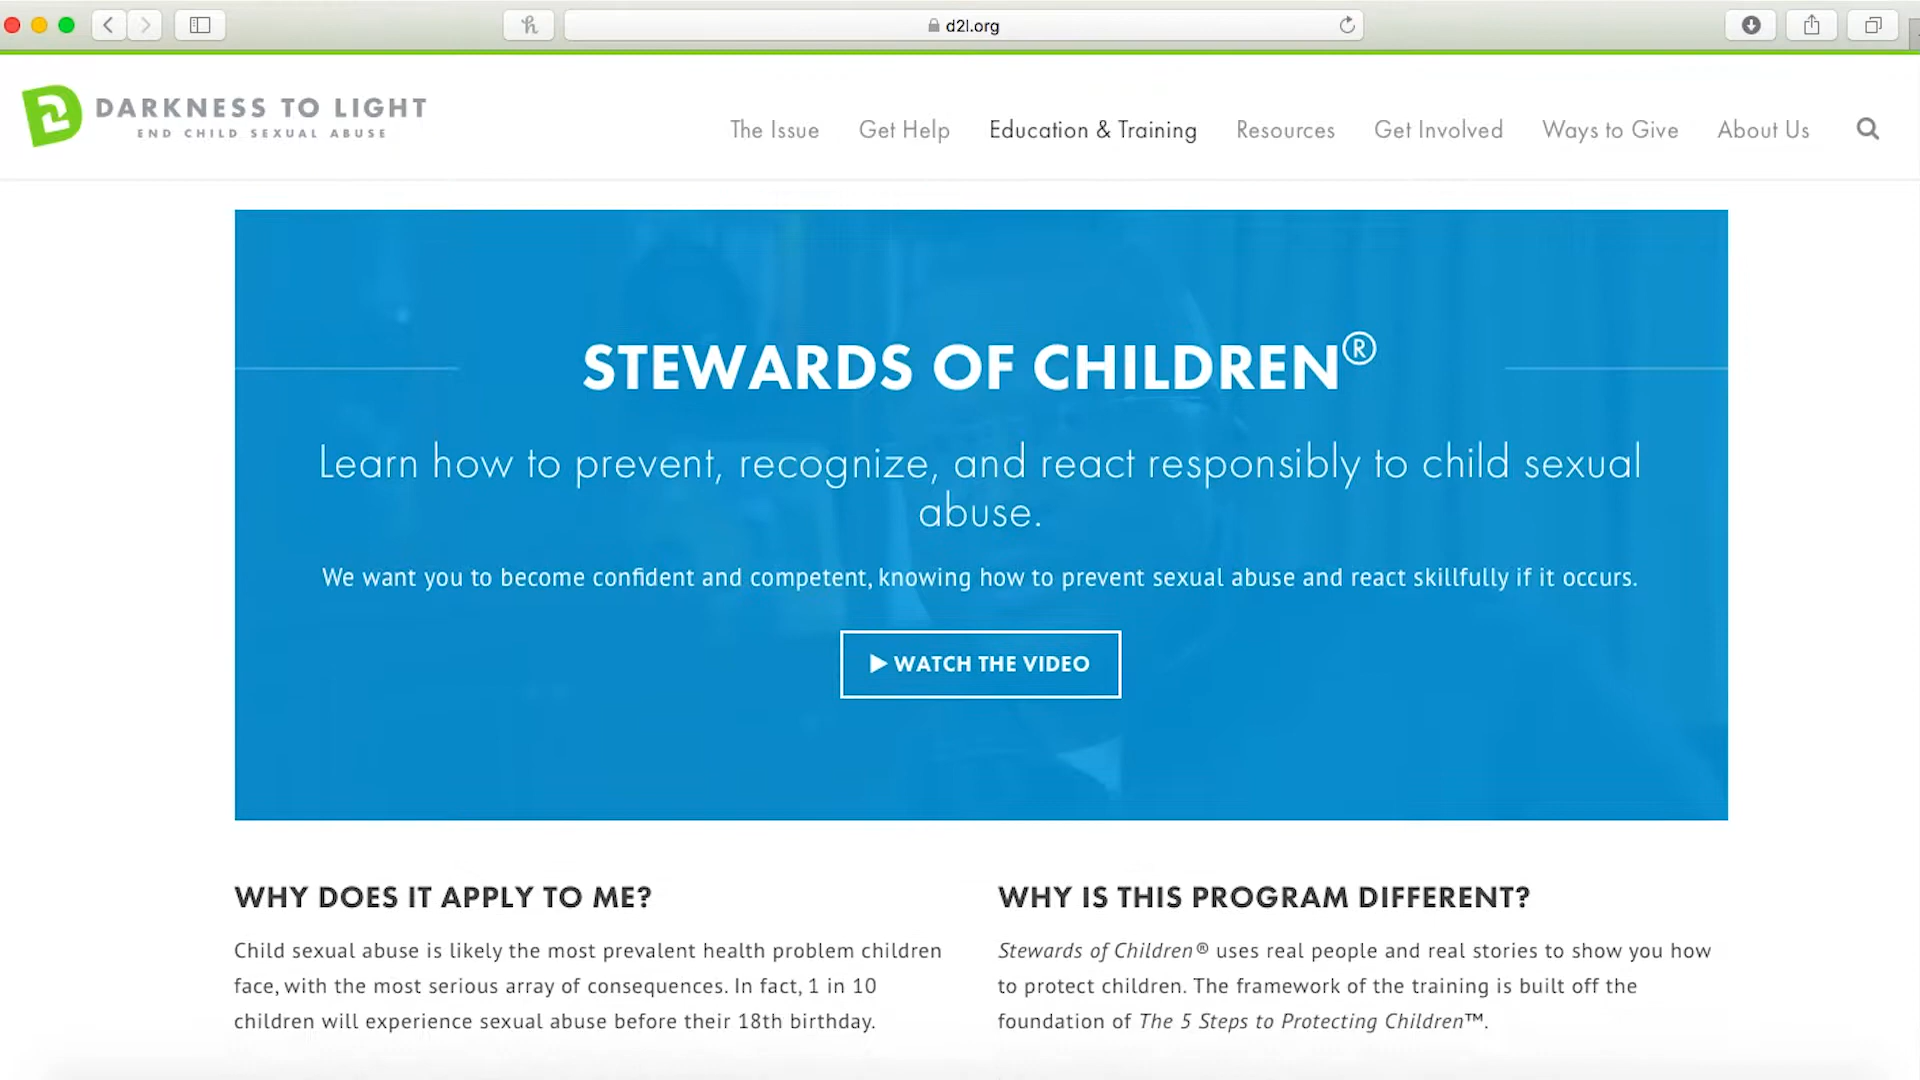 d2l.org
DARKNESS TO LIGHT
END CHILD SEXUAL ABUSE
The Issue Get Help Education & Training Resources Get Involved Ways to Give About Us
STEWARDS OF CHILDREN®
Learn how to prevent, recognize, and react responsibly to child sexual
abuse.
We want you to become confident and competent, knowing how to prevent sexual abuse and react skillfully if it occurs.
WATCH THE VIDEO
WHY DOES IT APPLY TO ME?
Child sexual abuse is likely the most prevalent health problem children
face, with the most serious array of consequences. In fact, 1 in 10
children will experience sexual abuse before their 18th birthday.
WHY IS THIS PROGRAM DIFFERENT?
Stewards of Children® uses real people and real stories to show you how
to protect children. The framework of the training is built off the
foundation of The 5 Steps to Protecting Children™.